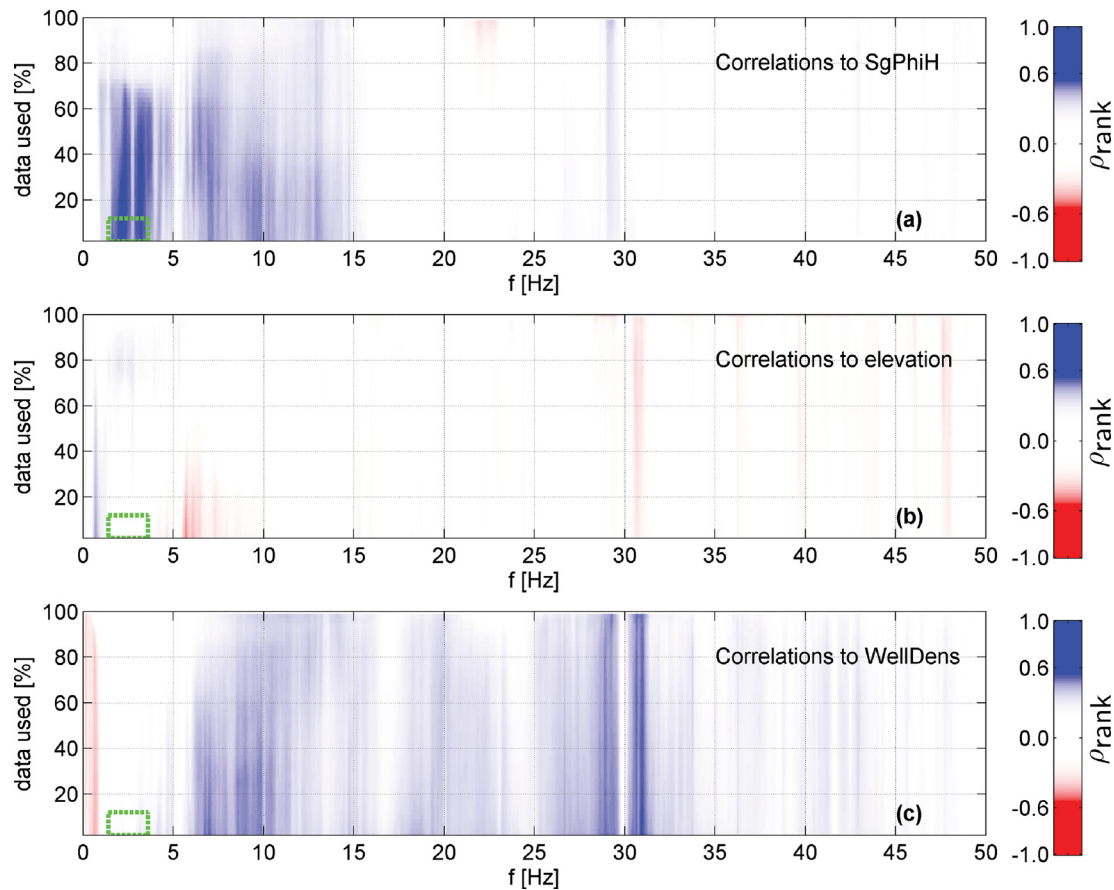 100
80
60
40
20
data used [%]
Correlations to SgPhiH
(a)
0 5 10 15 20 25 30 35 40 45 50
f [Hz]
1.0
0.6
0.0
-0.6
-1.0
ρrank
100
80
60
40
20
data used [%]
Correlations to elevation
(b)
0 5 10 15 20 25 30 35 40 45 50
f [Hz]
1.0
0.6
0.0
-0.6
-1.0
ρrank
100
80
60
40
20
data used [%]
Correlations to WellDens
(c)
0 5 10 15 20 25 30 35 40 45 50
f [Hz]
1.0
0.6
0.0
-0.6
-1.0
ρrank